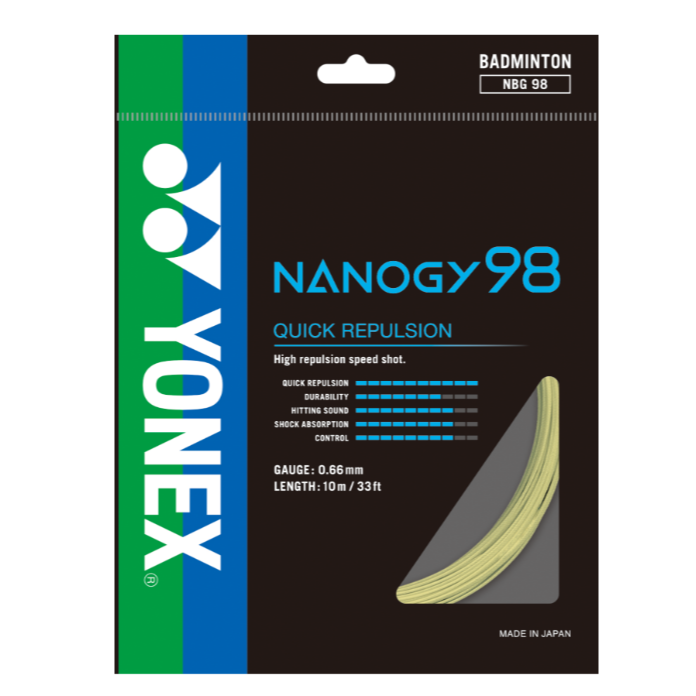 BADMINTON
NBG 98
YONEX
®
NANOGY98
QUICK REPULSION
High repulsion speed shot.
QUICK REPULSION
DURABILITY
HITTING SOUND
SHOCK ABSORPTION
CONTROL
GAUGE: 0.66mm
LENGTH: 10m / 33ft
MADE IN JAPAN